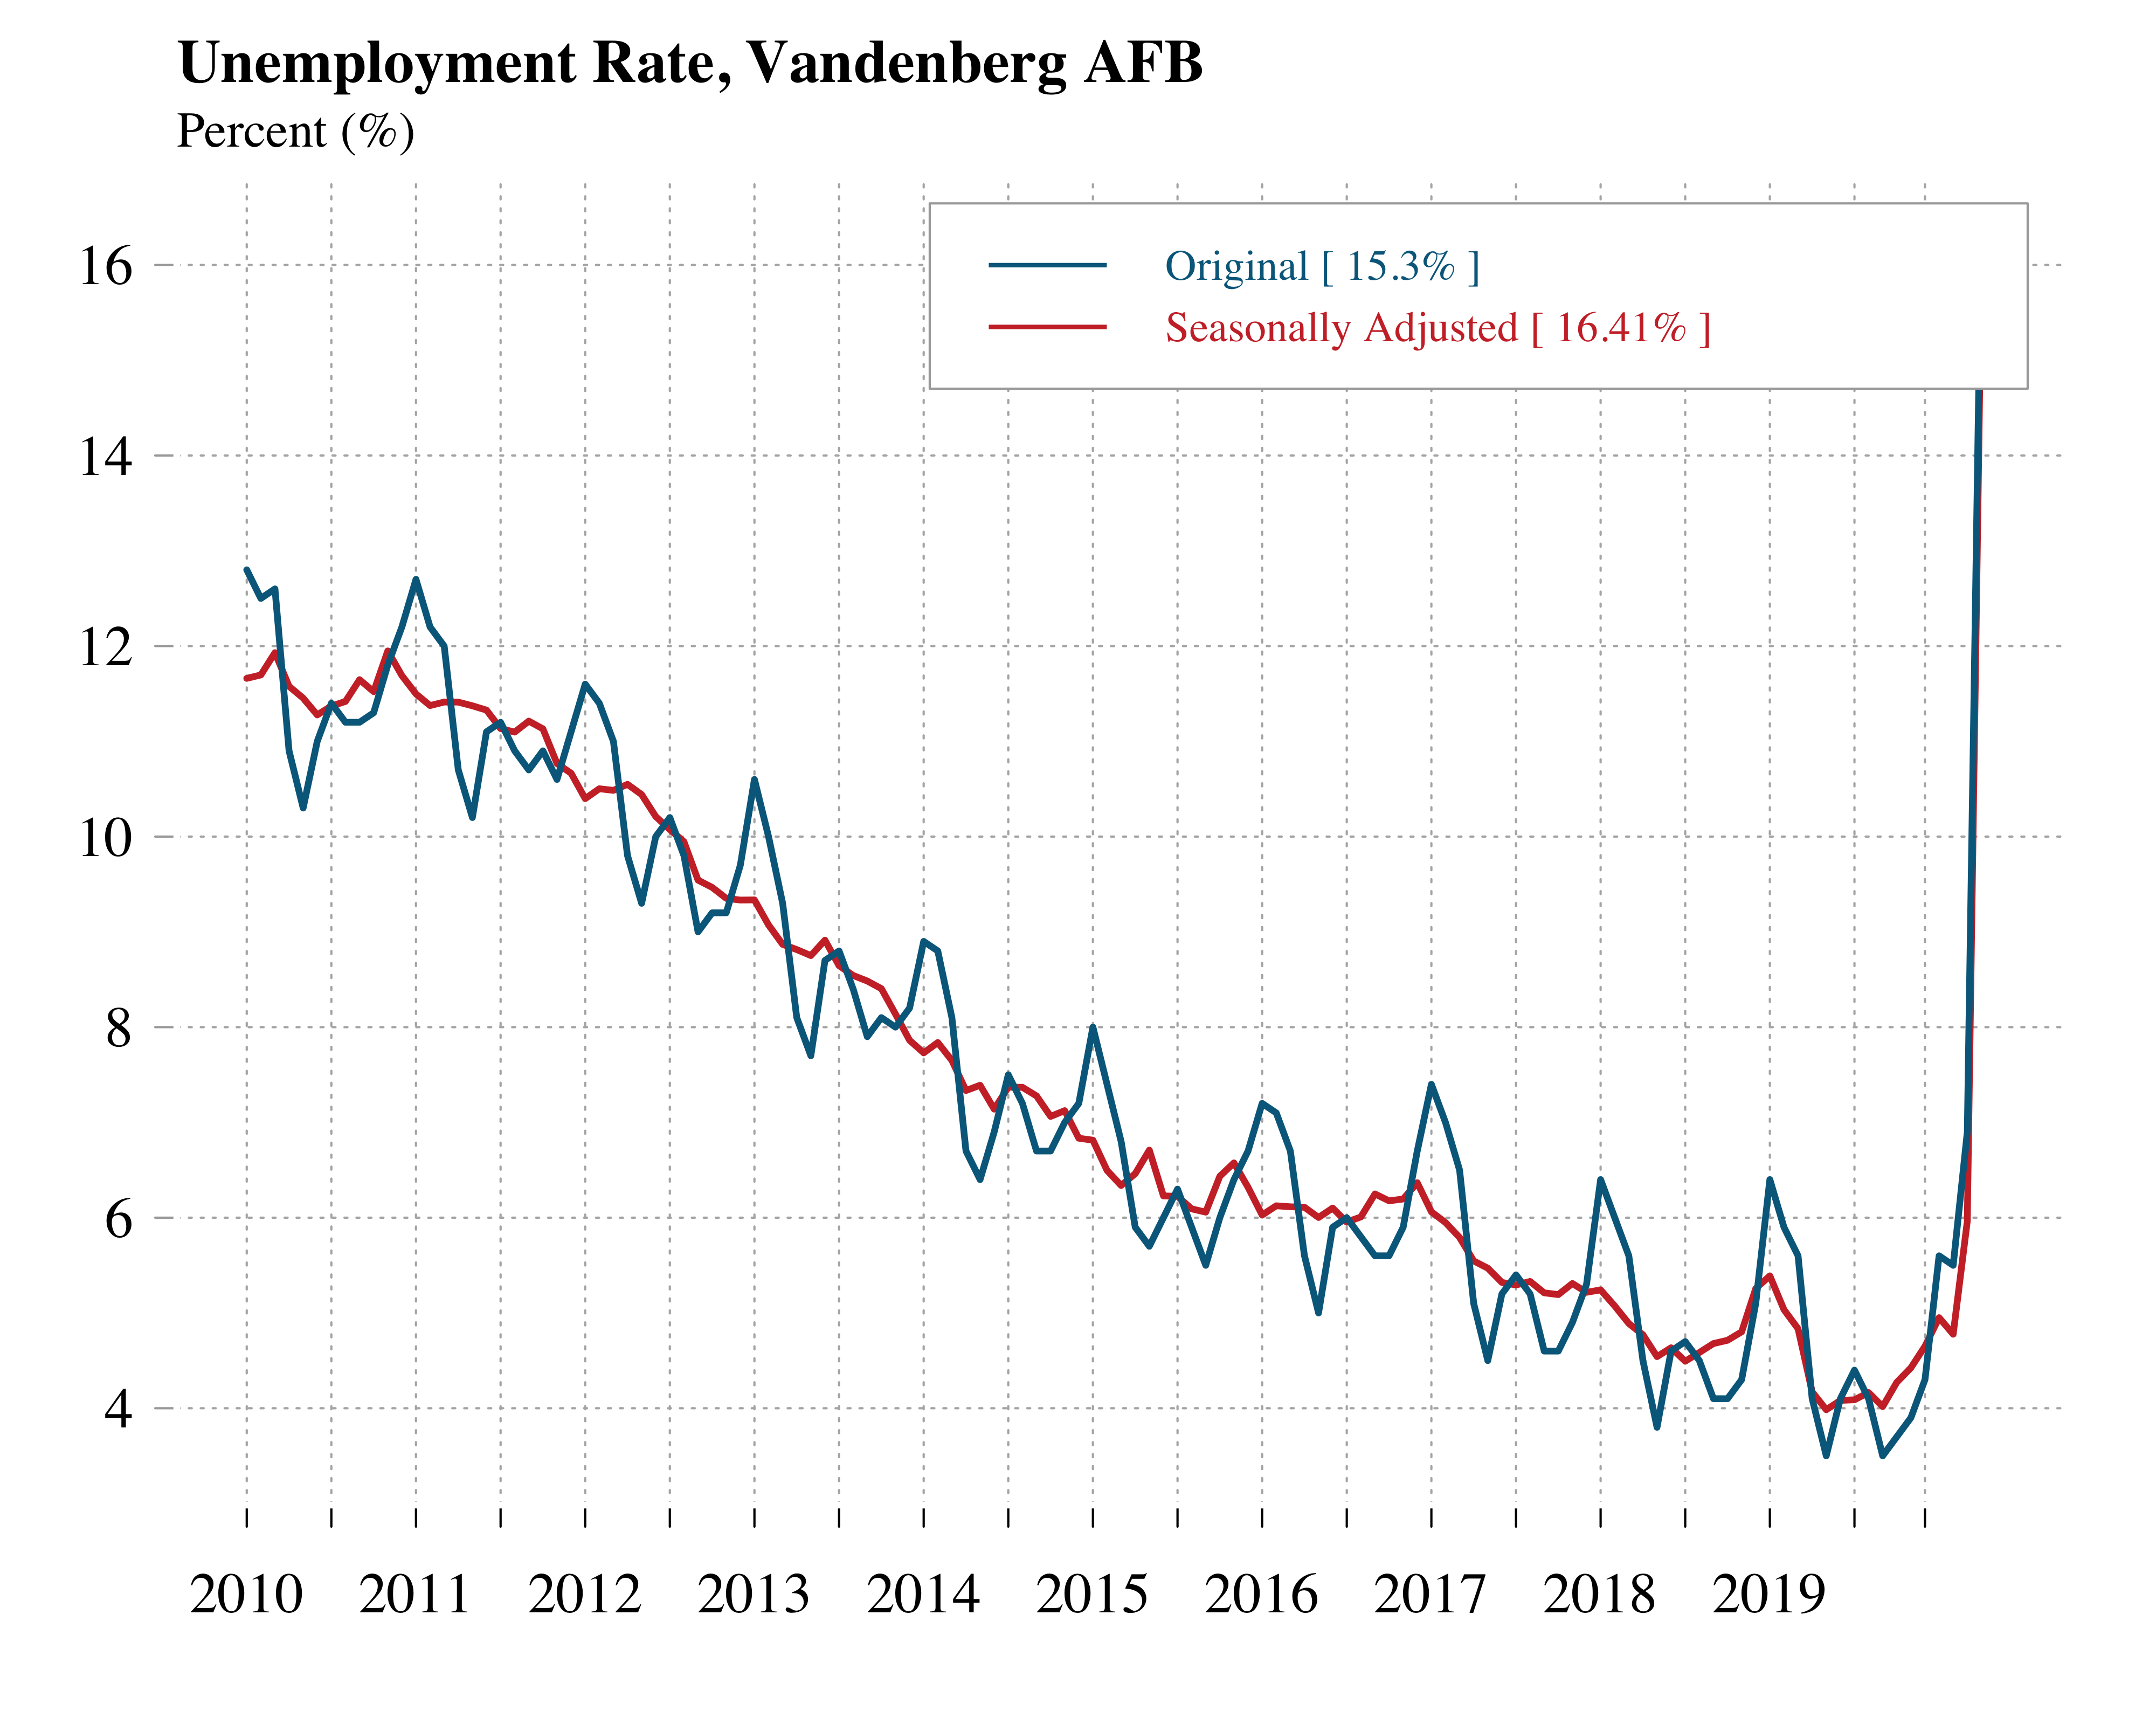 Unemployment Rate, Vandenberg AFB
Percent (%)
Original [ 15.3% ]
Seasonally Adjusted [ 16.41% ]
16
14
12
10
8
6
4
2010 2011 2012 2013 2014 2015 2016 2017 2018 2019